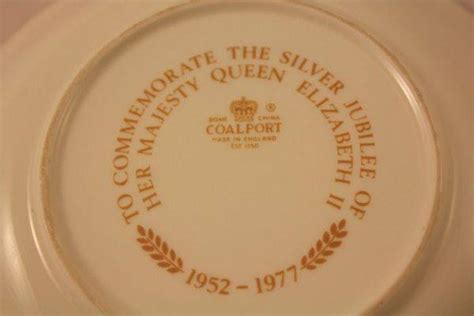 TO COMMEMORATE THE SILVER JUBILEE OF
HER MAJESTY QUEEN ELIZABETH II
BONE CHINA
®
COALPORT
MADE IN ENGLAND
EST 1750
1952 - 1977